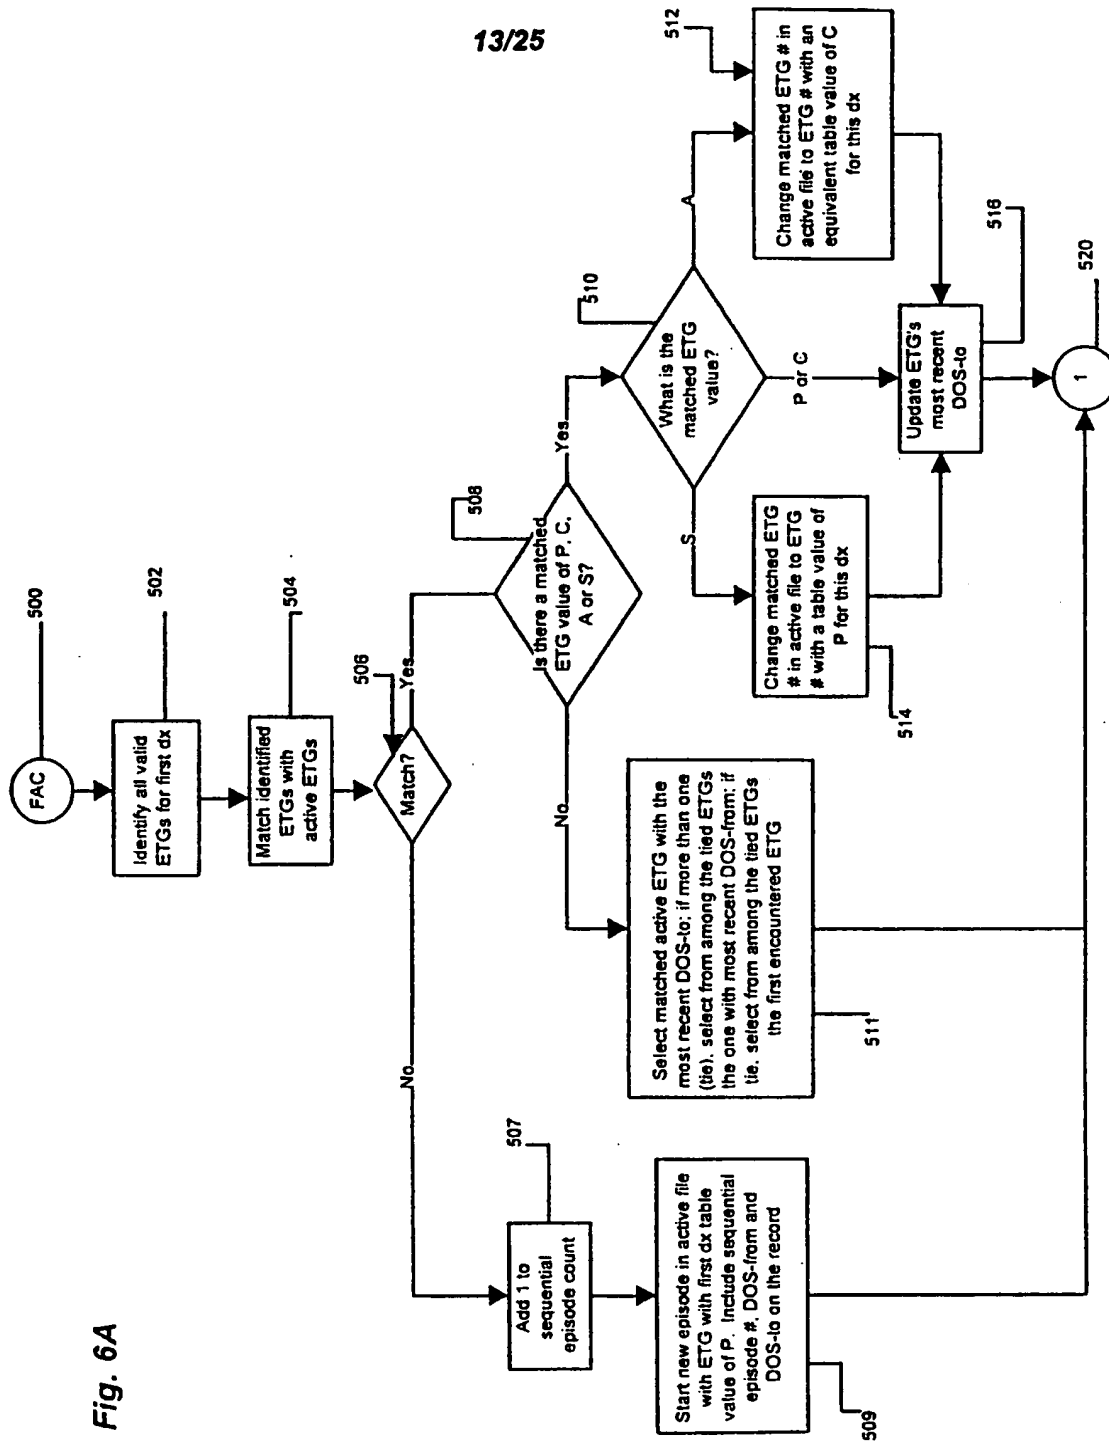 13/25
Fig. 6A
FAC
500
Identify all valid
ETGs for first dx
502
Match identified
ETGs with
active ETGs
504
Match?
506
No
Yes
Add 1 to
sequential
episode count
507
Start new episode in active file
with ETG with first dx table
value of P. Include sequential
episode #, DOS-from and
DOS-to on the record
509
Is there a matched
ETG value of P, C,
A or S?
508
No
Yes
Select matched active ETG with the
most recent DOS-to; if more than one
(tie), select from among the tied ETGs
the one with most recent DOS-from; if
tie, select from among the tied ETGs
the first encountered ETG
511
What is the
matched ETG
value?
510
S
P or C
A
Change matched ETG
# in active file to ETG
# with a table value of
P for this dx
514
Change matched ETG # in
active file to ETG # with an
equivalent table value of C
for this dx
512
Update ETG's
most recent
DOS-to
516
1
520